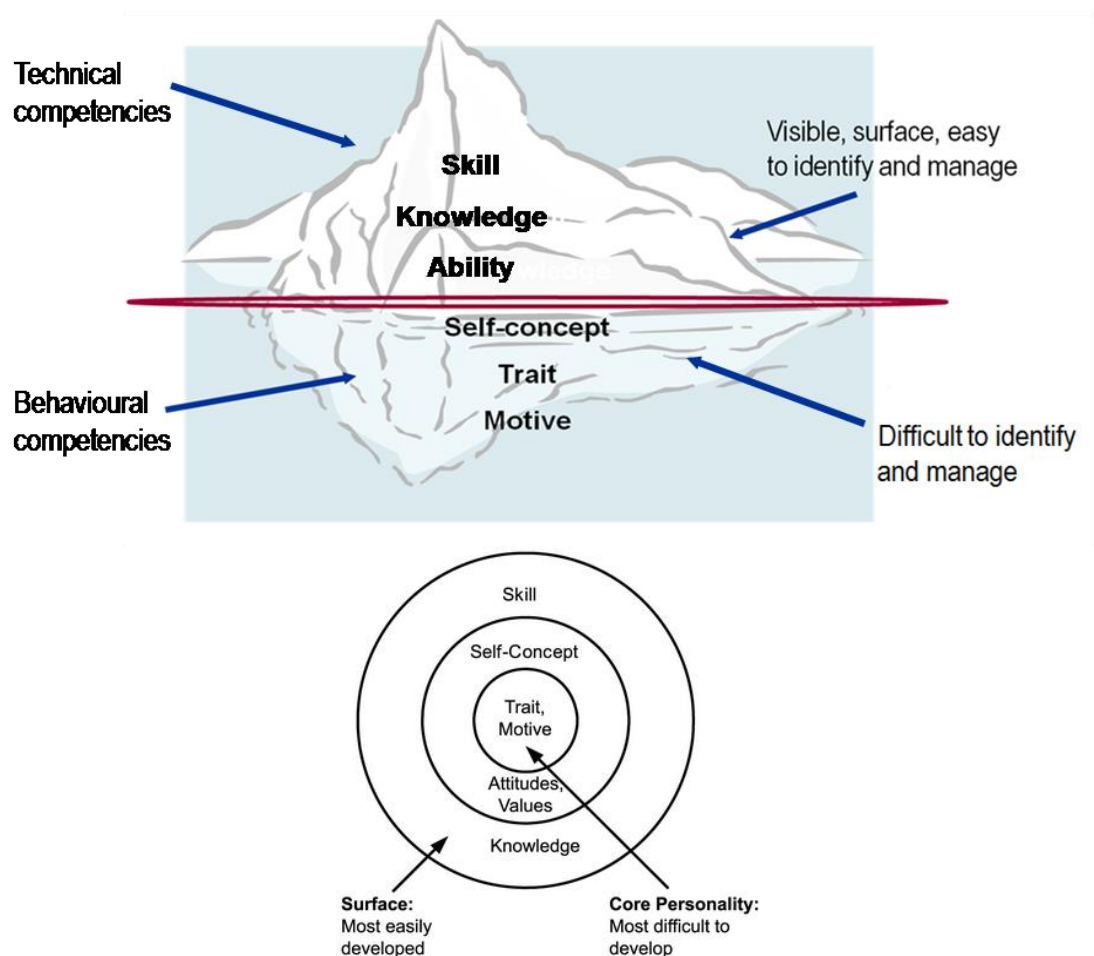 Technical
competencies
Visible, surface, easy
to identify and manage
Skill
Knowledge
Ability
Self-concept
Trait
Motive
Behavioural
competencies
Difficult to identify
and manage
Skill
Self-Concept
Trait,
Motive
Attitudes,
Values
Knowledge
Surface:
Most easily
developed
Core Personality:
Most difficult to
develop